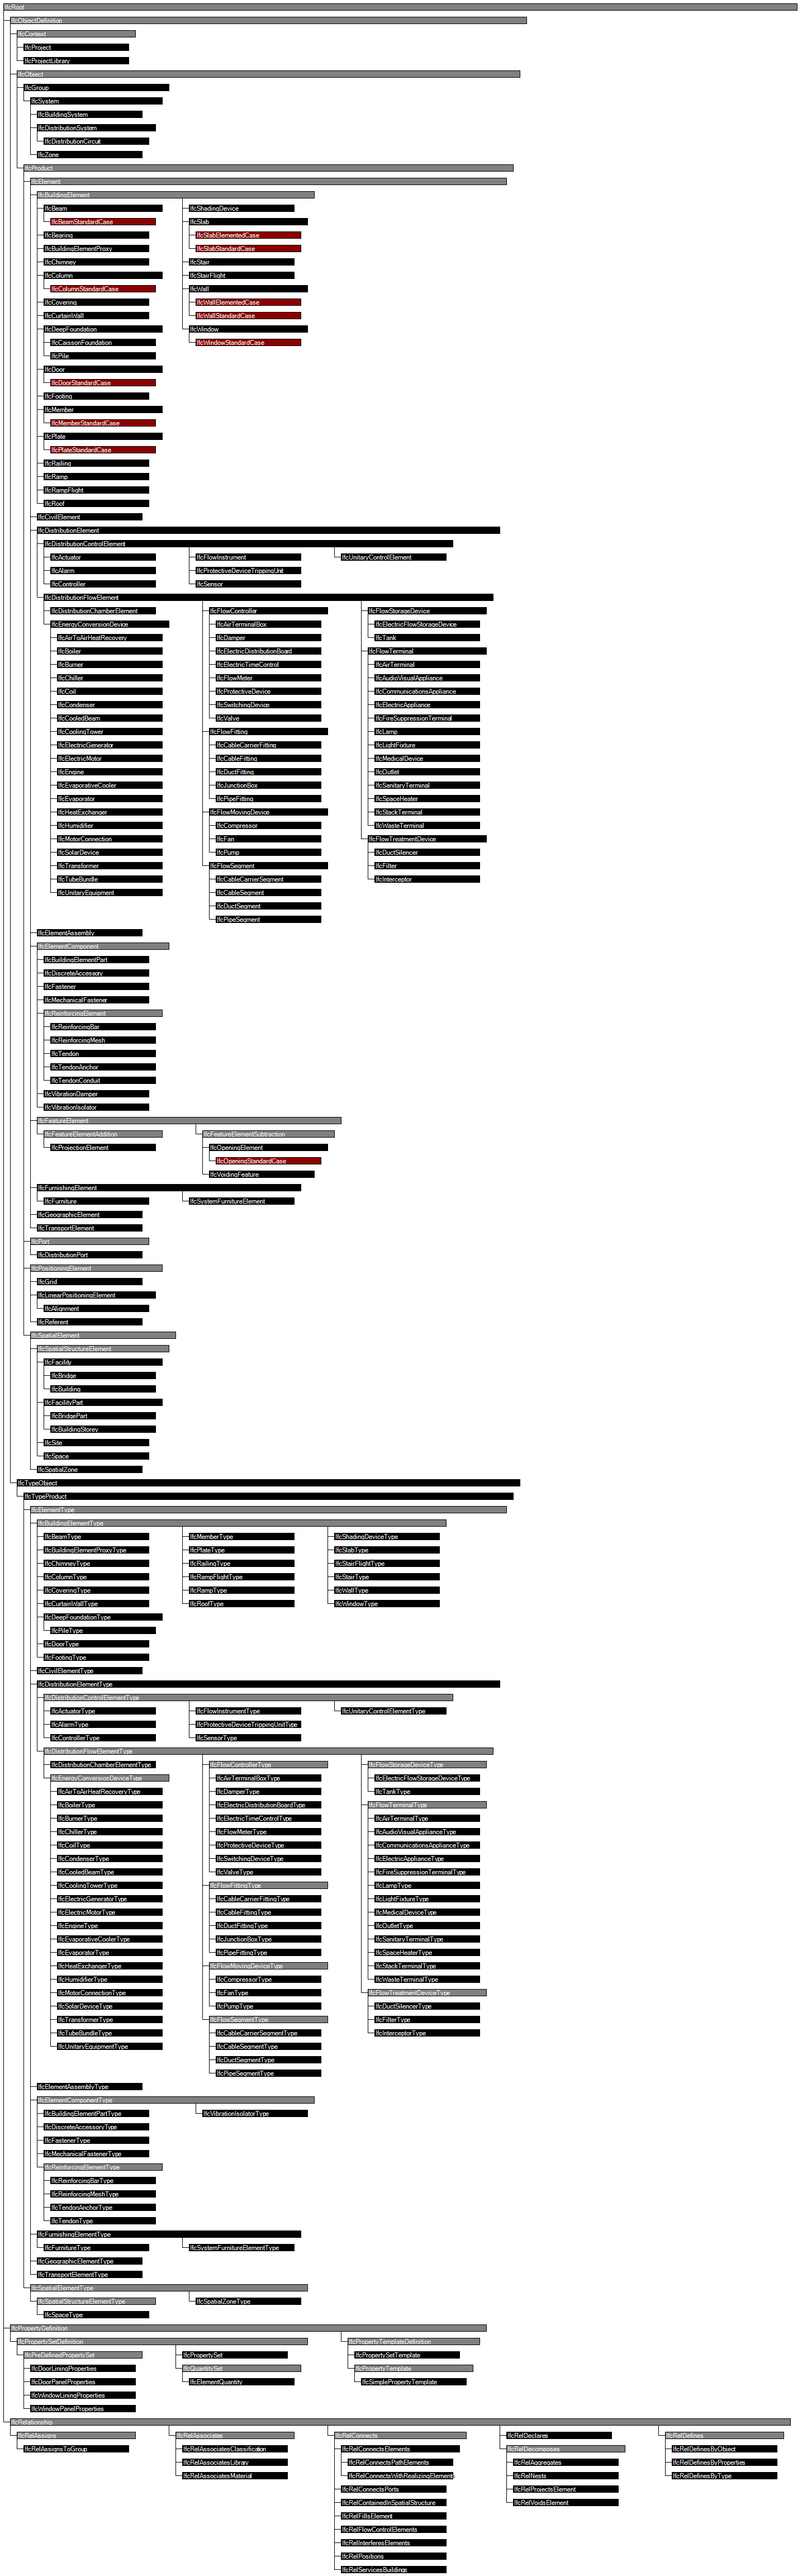 IfcRoot
IfcObjectDefinition
IfcContext
IfcProject
IfcProjectLibrary
IfcObject
IfcGroup
IfcSystem
IfcBuildingSystem
IfcDistributionSystem
IfcDistributionCircuit
IfcZone
IfcProduct
IfcElement
IfcBuildingElement
IfcBeam
IfcBeamStandardCase
IfcBearing
IfcBuildingElementProxy
IfcChimney
IfcColumn
IfcColumnStandardCase
IfcCovering
IfcCurtainWall
IfcDeepFoundation
IfcCaissonFoundation
IfcPile
IfcDoor
IfcDoorStandardCase
IfcFooting
IfcMember
IfcMemberStandardCase
IfcPlate
IfcPlateStandardCase
IfcRailing
IfcRamp
IfcRampFlight
IfcRoof
IfcShadingDevice
IfcSlab
IfcSlabElementedCase
IfcSlabStandardCase
IfcStair
IfcStairFlight
IfcWall
IfcWallElementedCase
IfcWallStandardCase
IfcWindow
IfcWindowStandardCase
IfcCivilElement
IfcDistributionElement
IfcDistributionControlElement
IfcActuator
IfcAlarm
IfcController
IfcFlowInstrument
IfcProtectiveDeviceTrippingUnit
IfcSensor
IfcUnitaryControlElement
IfcDistributionFlowElement
IfcDistributionChamberElement
IfcEnergyConversionDevice
IfcAirToAirHeatRecovery
IfcBoiler
IfcBurner
IfcChiller
IfcCoil
IfcCondenser
IfcCooledBeam
IfcCoolingTower
IfcElectricGenerator
IfcElectricMotor
IfcEngine
IfcEvaporativeCooler
IfcEvaporator
IfcHeatExchanger
IfcHumidifier
IfcMotorConnection
IfcSolarDevice
IfcTransformer
IfcTubeBundle
IfcUnitaryEquipment
IfcFlowController
IfcAirTerminalBox
IfcDamper
IfcElectricDistributionBoard
IfcElectricTimeControl
IfcFlowMeter
IfcProtectiveDevice
IfcSwitchingDevice
IfcValve
IfcFlowFitting
IfcCableCarrierFitting
IfcCableFitting
IfcDuctFitting
IfcJunctionBox
IfcPipeFitting
IfcFlowMovingDevice
IfcCompressor
IfcFan
IfcPump
IfcFlowSegment
IfcCableCarrierSegment
IfcCableSegment
IfcDuctSegment
IfcPipeSegment
IfcFlowStorageDevice
IfcElectricFlowStorageDevice
IfcTank
IfcFlowTerminal
IfcAirTerminal
IfcAudioVisualAppliance
IfcCommunicationsAppliance
IfcElectricAppliance
IfcFireSuppressionTerminal
IfcLamp
IfcLightFixture
IfcMedicalDevice
IfcOutlet
IfcSanitaryTerminal
IfcSpaceHeater
IfcStackTerminal
IfcWasteTerminal
IfcFlowTreatmentDevice
IfcDuctSilencer
IfcFilter
IfcInterceptor
IfcElementAssembly
IfcElementComponent
IfcBuildingElementPart
IfcDiscreteAccessory
IfcFastener
IfcMechanicalFastener
IfcReinforcingElement
IfcReinforcingBar
IfcReinforcingMesh
IfcTendon
IfcTendonAnchor
IfcTendonConduit
IfcVibrationDamper
IfcVibrationIsolator
IfcFeatureElement
IfcFeatureElementAddition
IfcProjectionElement
IfcFeatureElementSubtraction
IfcOpeningElement
IfcOpeningStandardCase
IfcVoidingFeature
IfcFurnishingElement
IfcFurniture
IfcSystemFurnitureElement
IfcGeographicElement
IfcTransportElement
IfcPort
IfcDistributionPort
IfcPositioningElement
IfcGrid
IfcLinearPositioningElement
IfcAlignment
IfcReferent
IfcSpatialElement
IfcSpatialStructureElement
IfcFacility
IfcBridge
IfcBuilding
IfcFacilityPart
IfcBridgePart
IfcBuildingStorey
IfcSite
IfcSpace
IfcSpatialZone
IfcTypeObject
IfcTypeProduct
IfcElementType
IfcBuildingElementType
IfcBeamType
IfcBuildingElementProxyType
IfcChimneyType
IfcColumnType
IfcCoveringType
IfcCurtainWallType
IfcDeepFoundationType
IfcPileType
IfcDoorType
IfcFootingType
IfcMemberType
IfcPlateType
IfcRailingType
IfcRampFlightType
IfcRampType
IfcRoofType
IfcShadingDeviceType
IfcSlabType
IfcStairFlightType
IfcStairType
IfcWallType
IfcWindowType
IfcCivilElementType
IfcDistributionElementType
IfcDistributionControlElementType
IfcActuatorType
IfcAlarmType
IfcControllerType
IfcFlowInstrumentType
IfcProtectiveDeviceTrippingUnitType
IfcSensorType
IfcUnitaryControlElementType
IfcDistributionFlowElementType
IfcDistributionChamberElementType
IfcEnergyConversionDeviceType
IfcAirToAirHeatRecoveryType
IfcBoilerType
IfcBurnerType
IfcChillerType
IfcCoilType
IfcCondenserType
IfcCooledBeamType
IfcCoolingTowerType
IfcElectricGeneratorType
IfcElectricMotorType
IfcEngineType
IfcEvaporativeCoolerType
IfcEvaporatorType
IfcHeatExchangerType
IfcHumidifierType
IfcMotorConnectionType
IfcSolarDeviceType
IfcTransformerType
IfcTubeBundleType
IfcUnitaryEquipmentType
IfcFlowControllerType
IfcAirTerminalBoxType
IfcDamperType
IfcElectricDistributionBoardType
IfcElectricTimeControlType
IfcFlowMeterType
IfcProtectiveDeviceType
IfcSwitchingDeviceType
IfcValveType
IfcFlowFittingType
IfcCableCarrierFittingType
IfcCableFittingType
IfcDuctFittingType
IfcJunctionBoxType
IfcPipeFittingType
IfcFlowMovingDeviceType
IfcCompressorType
IfcFanType
IfcPumpType
IfcFlowSegmentType
IfcCableCarrierSegmentType
IfcCableSegmentType
IfcDuctSegmentType
IfcPipeSegmentType
IfcFlowStorageDeviceType
IfcElectricFlowStorageDeviceType
IfcTankType
IfcFlowTerminalType
IfcAirTerminalType
IfcAudioVisualApplianceType
IfcCommunicationsApplianceType
IfcElectricApplianceType
IfcFireSuppressionTerminalType
IfcLampType
IfcLightFixtureType
IfcMedicalDeviceType
IfcOutletType
IfcSanitaryTerminalType
IfcSpaceHeaterType
IfcStackTerminalType
IfcWasteTerminalType
IfcFlowTreatmentDeviceType
IfcDuctSilencerType
IfcFilterType
IfcInterceptorType
IfcElementAssemblyType
IfcElementComponentType
IfcBuildingElementPartType
IfcDiscreteAccessoryType
IfcFastenerType
IfcMechanicalFastenerType
IfcReinforcingElementType
IfcReinforcingBarType
IfcReinforcingMeshType
IfcTendonAnchorType
IfcTendonType
IfcVibrationIsolatorType
IfcFurnishingElementType
IfcFurnitureType
IfcSystemFurnitureElementType
IfcGeographicElementType
IfcTransportElementType
IfcSpatialElementType
IfcSpatialStructureElementType
IfcSpaceType
IfcSpatialZoneType
IfcPropertyDefinition
IfcPropertySetDefinition
IfcPreDefinedPropertySet
IfcDoorLiningProperties
IfcDoorPanelProperties
IfcWindowLiningProperties
IfcWindowPanelProperties
IfcPropertySet
IfcQuantitySet
IfcElementQuantity
IfcPropertyTemplateDefinition
IfcPropertySetTemplate
IfcPropertyTemplate
IfcSimplePropertyTemplate
IfcRelationship
IfcRelAssigns
IfcRelAssignsToGroup
IfcRelAssociates
IfcRelAssociatesClassification
IfcRelAssociatesLibrary
IfcRelAssociatesMaterial
IfcRelConnects
IfcRelConnectsElements
IfcRelConnectsPathElements
IfcRelConnectsWithRealizingElements
IfcRelConnectsPorts
IfcRelContainedInSpatialStructure
IfcRelFillsElement
IfcRelFlowControlElements
IfcRelInterferesElements
IfcRelPositions
IfcRelServicesBuildings
IfcRelDeclares
IfcRelDecomposes
IfcRelAggregates
IfcRelNests
IfcRelProjectsElement
IfcRelVoidsElement
IfcRelDefines
IfcRelDefinesByObject
IfcRelDefinesByProperties
IfcRelDefinesByType